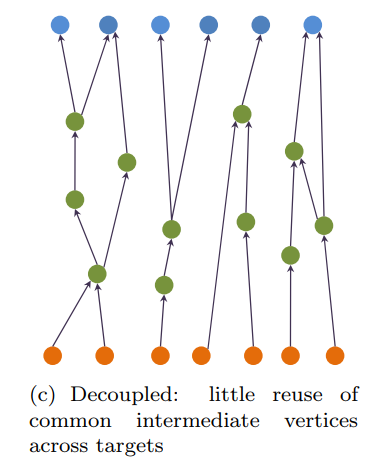 (c) Decoupled: little reuse of
common intermediate vertices
across targets